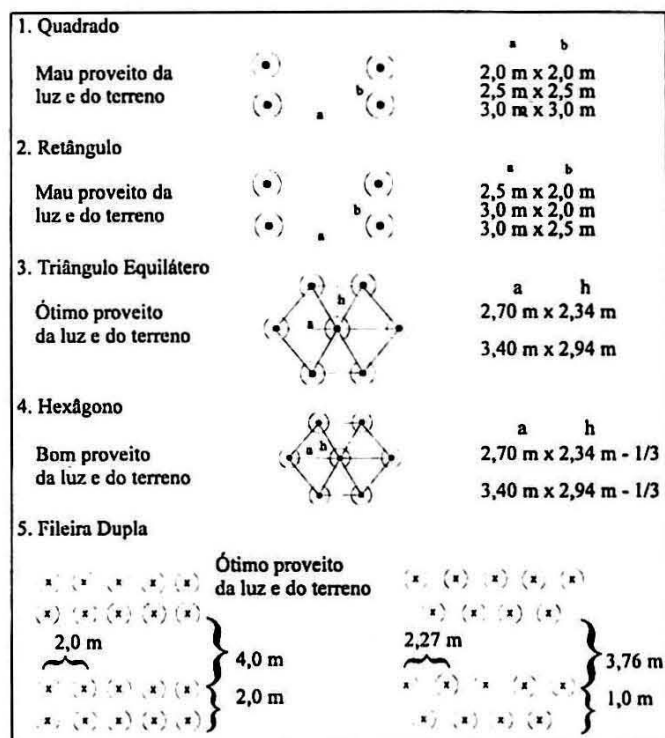 1. Quadrado
a b
Mau proveito da
luz e do terreno
b
a
2,0 m x 2,0 m
2,5 m x 2,5 m
3,0 m x 3,0 m
2. Retângulo
a b
Mau proveito da
luz e do terreno
b
a
2,5 m x 2,0 m
3,0 m x 2,0 m
3,0 m x 2,5 m
3. Triângulo Equilátero
a h
Ótimo proveito
da luz e do terreno
h
a
2,70 m x 2,34 m
3,40 m x 2,94 m
4. Hexâgono
a h
Bom proveito
da luz e do terreno
a h
2,70 m x 2,34 m - 1/3
3,40 m x 2,94 m - 1/3
5. Fileira Dupla
Ótimo proveito
da luz e do terreno
x x x x x
x x x x x
2,0 m
4,0 m
2,0 m
x x x x x
x x x x x
x x x x x
x x x x
2,27 m
3,76 m
1,0 m
x x x x x
x x x x